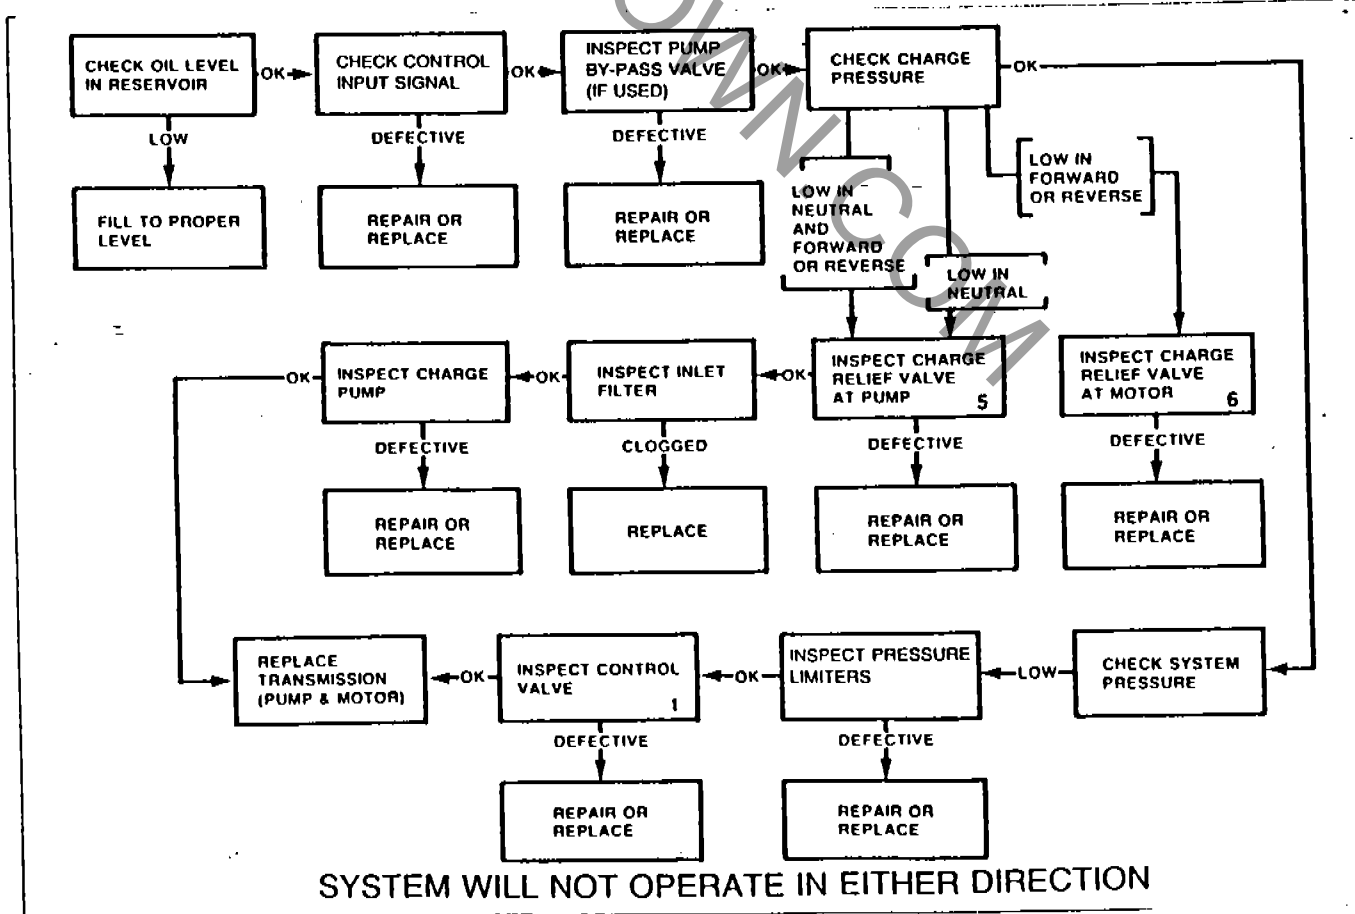 CHECK OIL LEVEL
IN RESERVOIR
OK
CHECK CONTROL
INPUT SIGNAL
OK
INSPECT PUMP
BY-PASS VALVE
(IF USED)
OK
CHECK CHARGE
PRESSURE
OK
LOW
DEFECTIVE
DEFECTIVE
FILL TO PROPER
LEVEL
REPAIR OR
REPLACE
REPAIR OR
REPLACE
LOW IN
NEUTRAL
AND
FORWARD
OR REVERSE
LOW IN
NEUTRAL
LOW IN
FORWARD
OR REVERSE
OK
INSPECT CHARGE
PUMP
OK
INSPECT INLET
FILTER
OK
INSPECT CHARGE
RELIEF VALVE
AT PUMP
5
INSPECT CHARGE
RELIEF VALVE
AT MOTOR
6
DEFECTIVE
CLOGGED
DEFECTIVE
DEFECTIVE
REPAIR OR
REPLACE
REPLACE
REPAIR OR
REPLACE
REPAIR OR
REPLACE
REPLACE
TRANSMISSION
(PUMP & MOTOR)
OK
INSPECT CONTROL
VALVE
1
OK
INSPECT PRESSURE
LIMITERS
LOW
CHECK SYSTEM
PRESSURE
DEFECTIVE
DEFECTIVE
REPAIR OR
REPLACE
REPAIR OR
REPLACE
SYSTEM WILL NOT OPERATE IN EITHER DIRECTION
OWN.COM